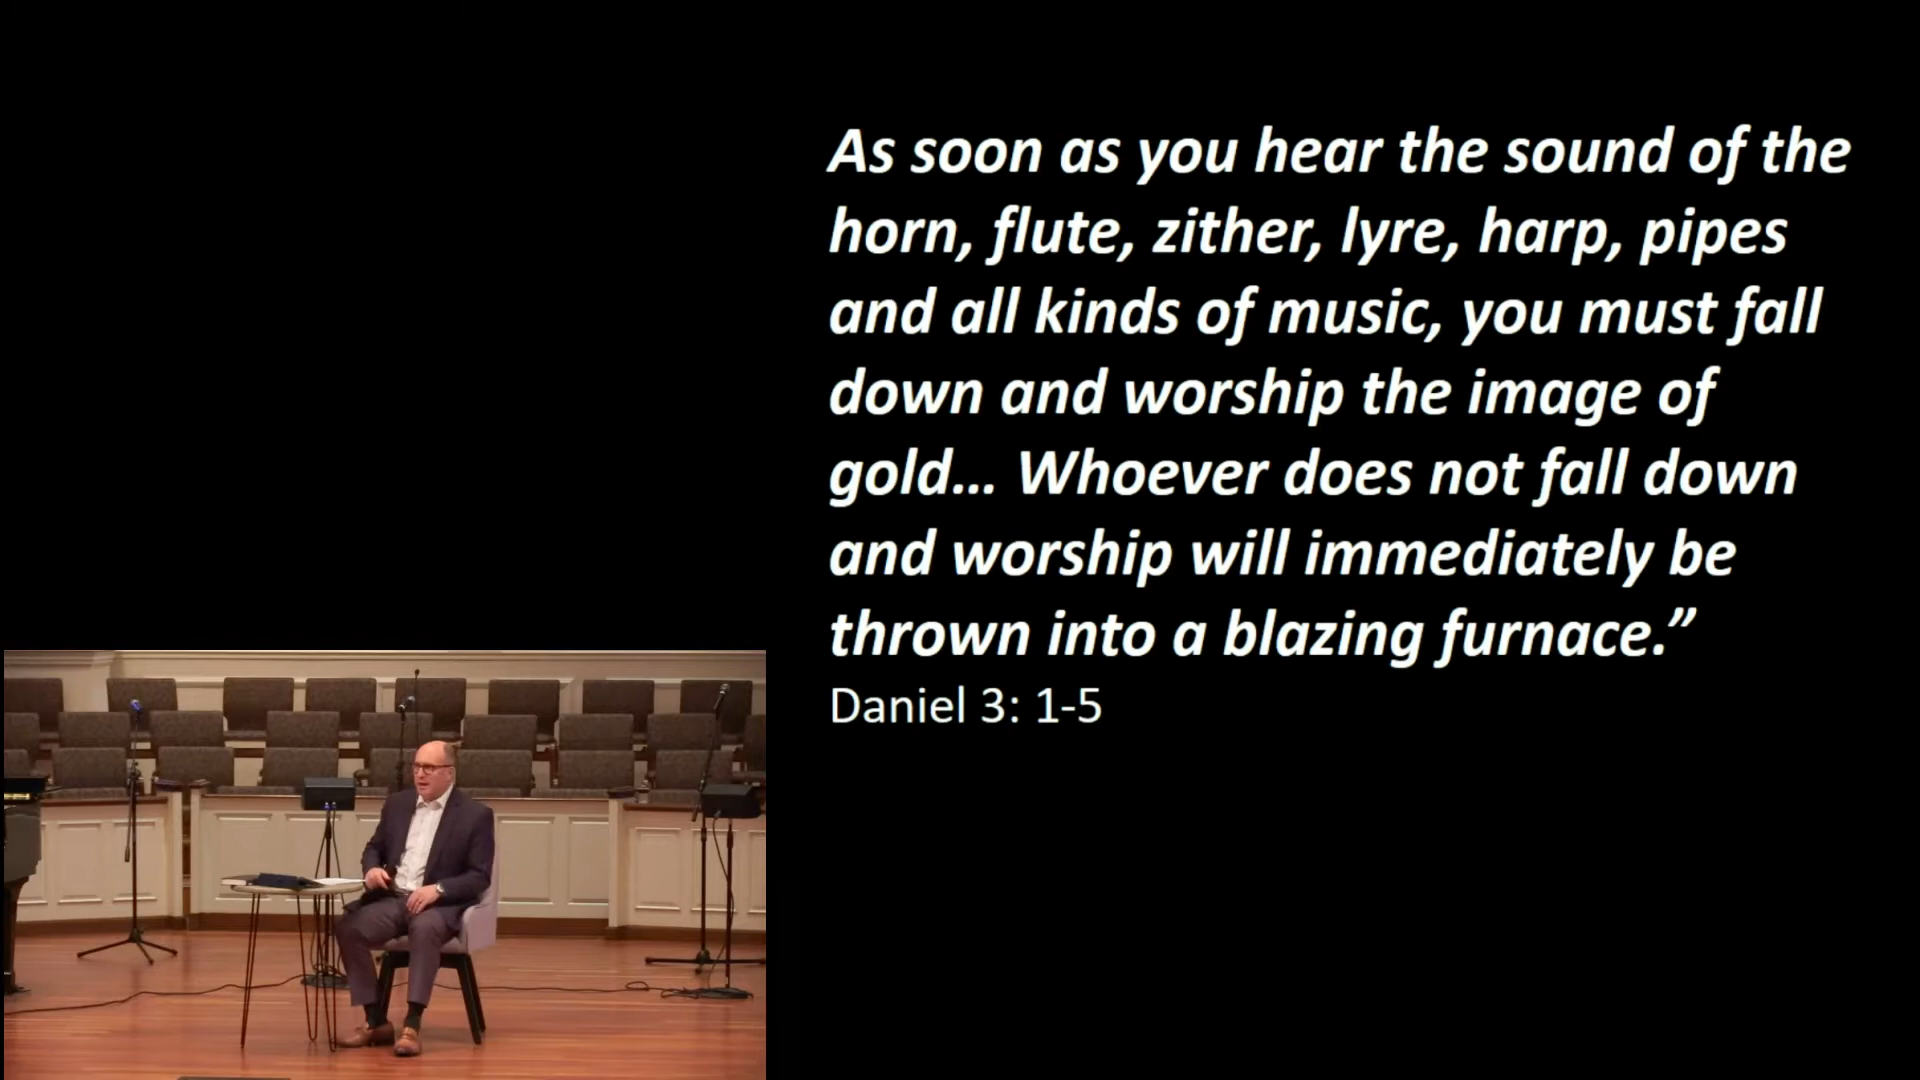 As soon as you hear the sound of the
horn, flute, zither, lyre, harp, pipes
and all kinds of music, you must fall
down and worship the image of
gold... Whoever does not fall down
and worship will immediately be
thrown into a blazing furnace.”
Daniel 3: 1-5